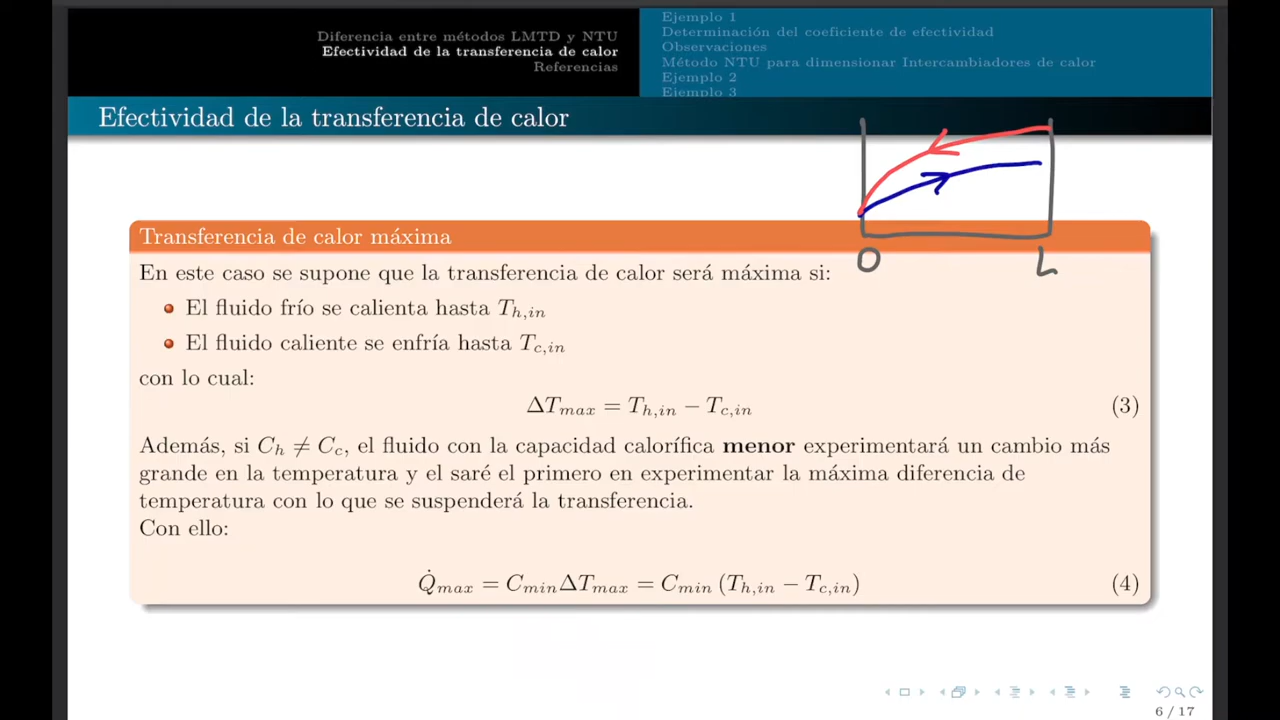 Diferencia entre métodos LMTD y NTU
Efectividad de la transferencia de calor
Referencias
Ejemplo 1
Determinación del coeficiente de efectividad
Observaciones
Método NTU para dimensionar Intercambiadores de calor
Ejemplo 2
Ejemplo 3
Efectividad de la transferencia de calor
0 L
Transferencia de calor máxima
En este caso se supone que la transferencia de calor será máxima si:
El fluido frío se calienta hasta T_{h,in}
El fluido caliente se enfría hasta T_{c,in}
con lo cual:
ΔT_{max} = T_{h,in} − T_{c,in} (3)
Además, si C_h ≠ C_c, el fluido con la capacidad calorífica menor experimentará un cambio más
grande en la temperatura y el saré el primero en experimentar la máxima diferencia de
temperatura con lo que se suspenderá la transferencia.
Con ello:
Q̇_{max} = C_{min}ΔT_{max} = C_{min} (T_{h,in} − T_{c,in}) (4)
6 / 17